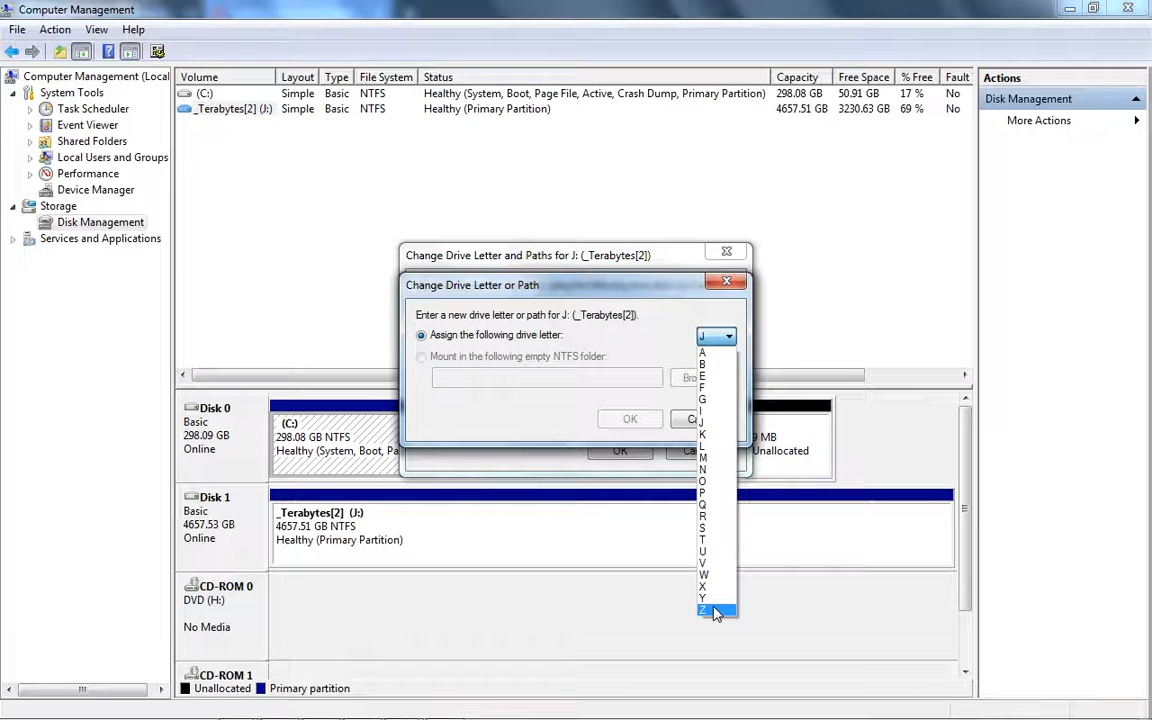 Computer Management
File Action View Help
Computer Management (Local
System Tools
Task Scheduler
Event Viewer
Shared Folders
Local Users and Groups
Performance
Device Manager
Storage
Disk Management
Services and Applications
Volume Layout Type File System Status Capacity Free Space % Free Fault
(C:) Simple Basic NTFS Healthy (System, Boot, Page File, Active, Crash Dump, Primary Partition) 298.08 GB 50.91 GB 17 % No
_Terabytes[2] (J:) Simple Basic NTFS Healthy (Primary Partition) 4657.51 GB 3230.63 GB 69 % No
Actions
Disk Management
More Actions
Change Drive Letter and Paths for J: (_Terabytes[2])
Change Drive Letter or Path
Enter a new drive letter or path for J: (_Terabytes[2]).
Assign the following drive letter:
J
Mount in the following empty NTFS folder:
Bro
OK Ca
OK Ca
A
B
E
F
G
I
J
K
L
M
N
O
P
Q
R
S
T
U
V
W
X
Y
Z
Disk 0
Basic
298.09 GB
Online
(C:)
298.08 GB NTFS
Healthy (System, Boot, Pa
9 MB
Unallocated
Disk 1
Basic
4657.53 GB
Online
_Terabytes[2] (J:)
4657.51 GB NTFS
Healthy (Primary Partition)
CD-ROM 0
DVD (H:)
No Media
CD-ROM 1
Unallocated Primary partition